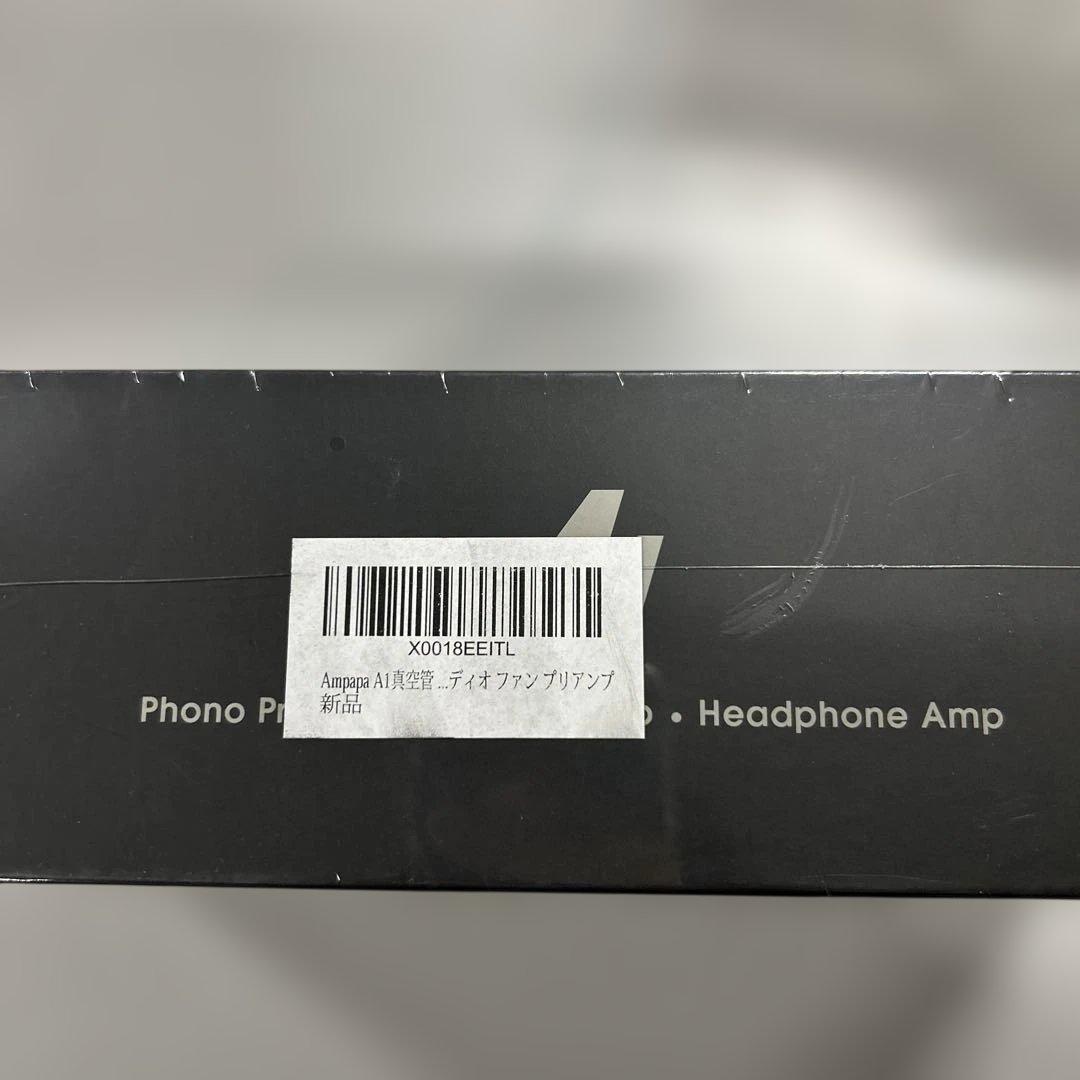 X0018EEITL
Ampapa A1真空管 ...ディオ ファン プリアンプ
新品
Phono • Headphone Amp